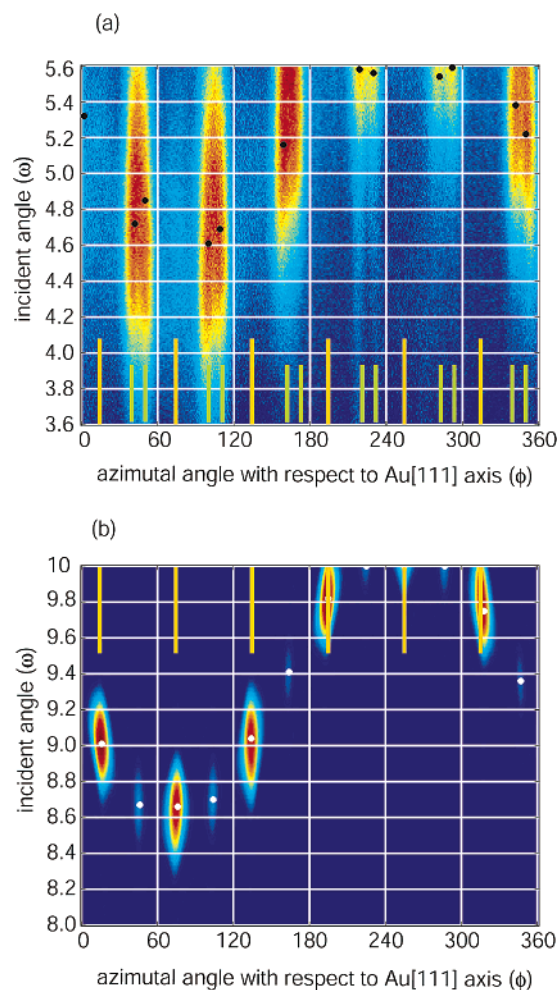 (a)
5.6
5.4
5.2
5.0
4.8
4.6
4.4
4.2
4.0
3.8
3.6
incident angle (ω)
0 60 120 180 240 300 360
azimutal angle with respect to Au[111] axis (ϕ)
(b)
10
9.8
9.6
9.4
9.2
9.0
8.8
8.6
8.4
8.2
8.0
incident angle (ω)
0 60 120 180 240 300 360
azimutal angle with respect to Au[111] axis (ϕ)